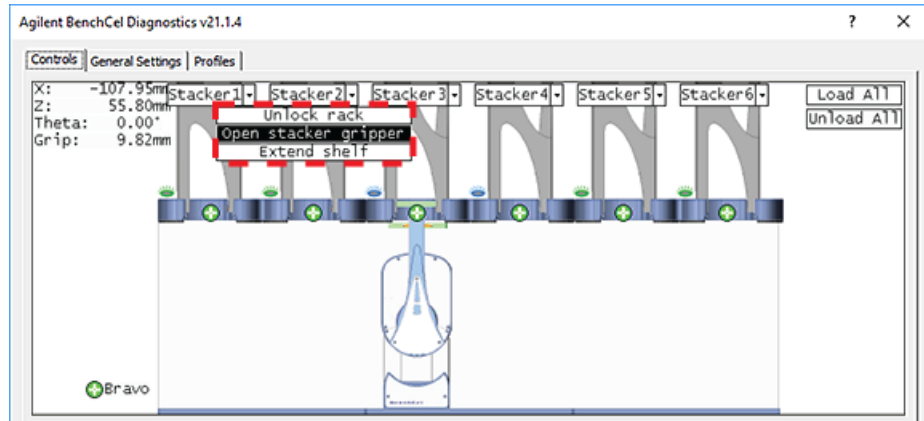 Agilent BenchCel Diagnostics v21.1.4
Controls General Settings Profiles
X: -107.95mm
Z: 55.80mm
Theta: 0.00°
Grip: 9.82mm
Stacker1 Stacker2 Stacker3 Stacker4 Stacker5 Stacker6
Load All
Unload All
Unlock rack
Open stacker gripper
Extend shelf
Bravo